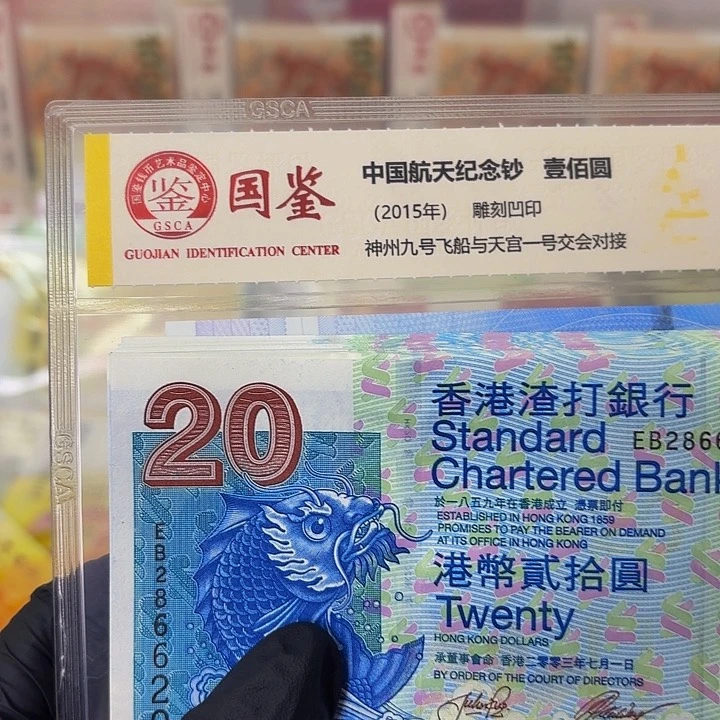 GSCA
国鉴钱币艺术品鉴定中心
鉴
GSCA
国鉴
GUOJIAN IDENTIFICATION CENTER
中国航天纪念钞 壹佰圆
（2015年） 雕刻凹印
神州九号飞船与天宫一号交会对接
GSCA
20
香港渣打銀行
Standard
Chartered Bank
EB2866
於一八五九年在香港成立 憑票即付
ESTABLISHED IN HONG KONG 1859
PROMISES TO PAY THE BEARER ON DEMAND
AT ITS OFFICE IN HONG KONG
港幣貳拾圓
Twenty
HONG KONG DOLLARS
承董事會命 香港二零零三年七月一日
BY ORDER OF THE COURT OF DIRECTORS
EB286620